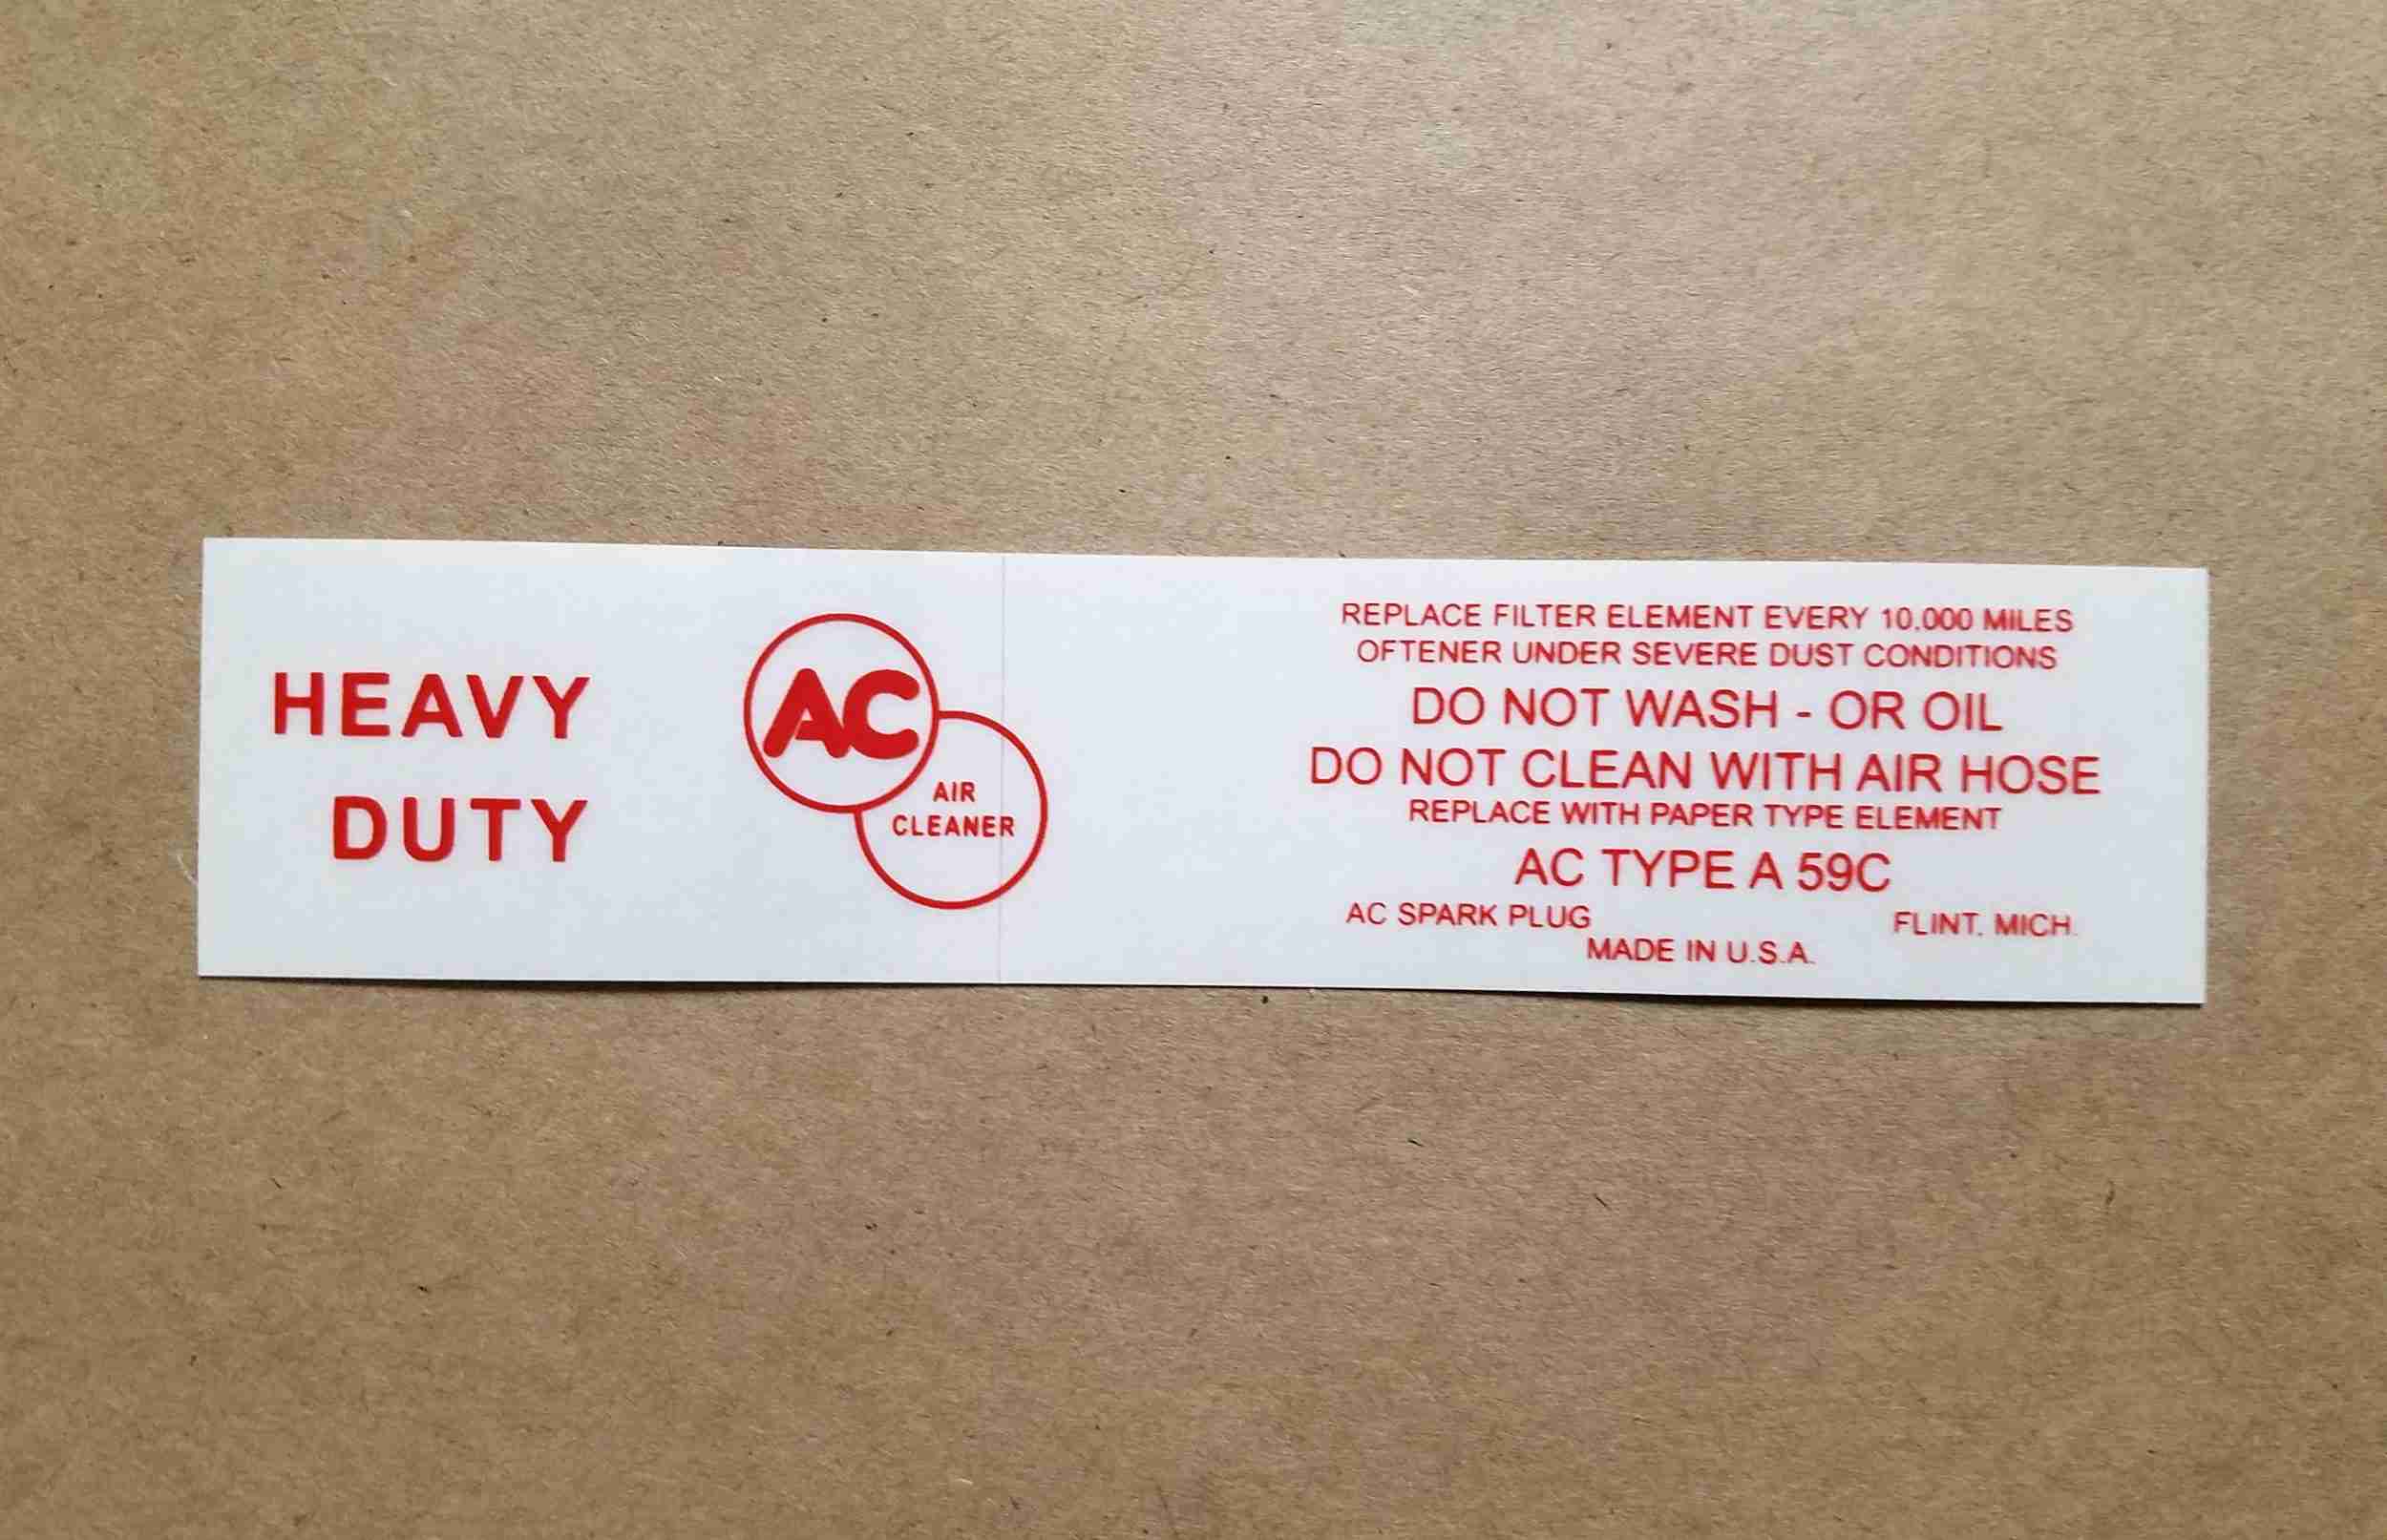 HEAVY
DUTY
AC
AIR
CLEANER
REPLACE FILTER ELEMENT EVERY 10,000 MILES
OFTENER UNDER SEVERE DUST CONDITIONS
DO NOT WASH - OR OIL
DO NOT CLEAN WITH AIR HOSE
REPLACE WITH PAPER TYPE ELEMENT
AC TYPE A 59C
AC SPARK PLUG FLINT, MICH.
MADE IN U.S.A.